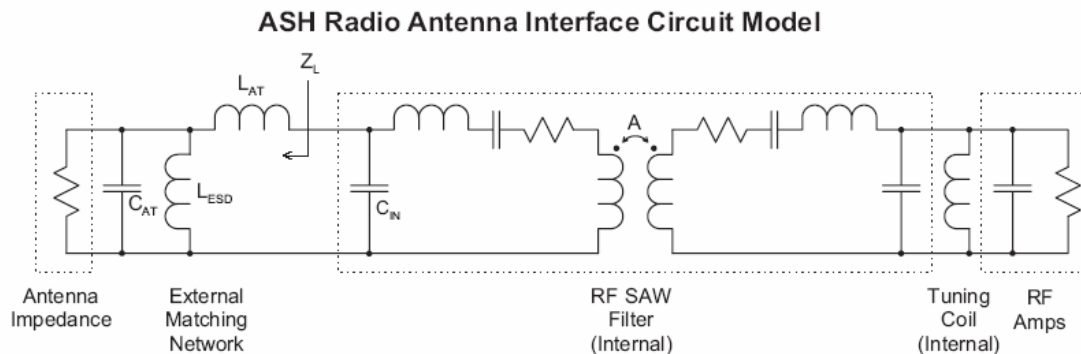 ASH Radio Antenna Interface Circuit Model
Z_L
L_AT
A
L_ESD
C_AT
C_IN
Antenna
Impedance
External
Matching
Network
RF SAW
Filter
(Internal)
Tuning
Coil
(Internal)
RF
Amps